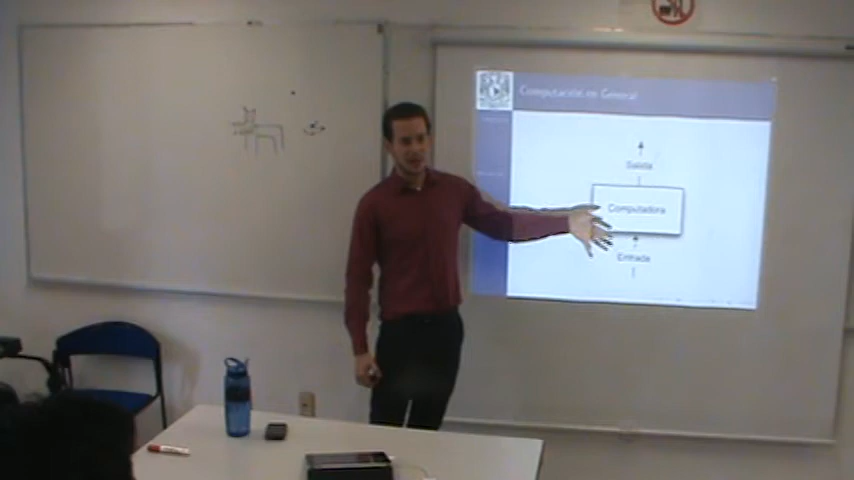 Computación en General
Salida
Computadora
Entrada